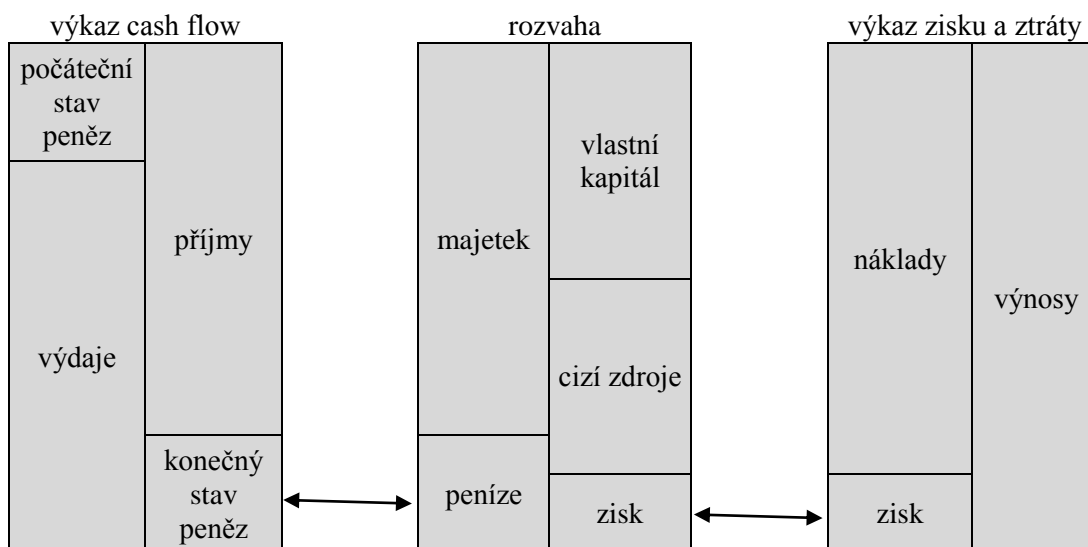 výkaz cash flow
rozvaha
výkaz zisku a ztráty
počáteční
stav
peněz
výdaje
příjmy
konečný
stav
peněz
majetek
peníze
vlastní
kapitál
cizí zdroje
zisk
náklady
zisk
výnosy